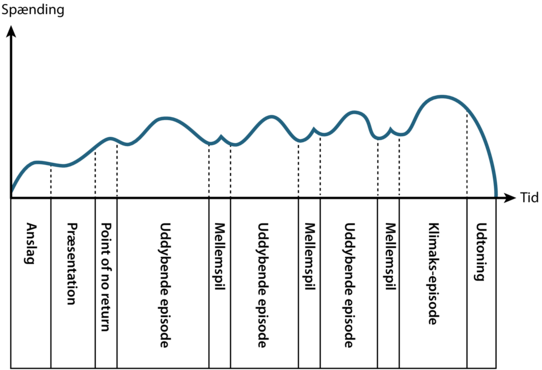 Spænding
Tid
Anslag
Præsentation
Point of no return
Uddybende episode
Mellemspil
Uddybende episode
Mellemspil
Uddybende episode
Mellemspil
Klimaks-episode
Udtoning